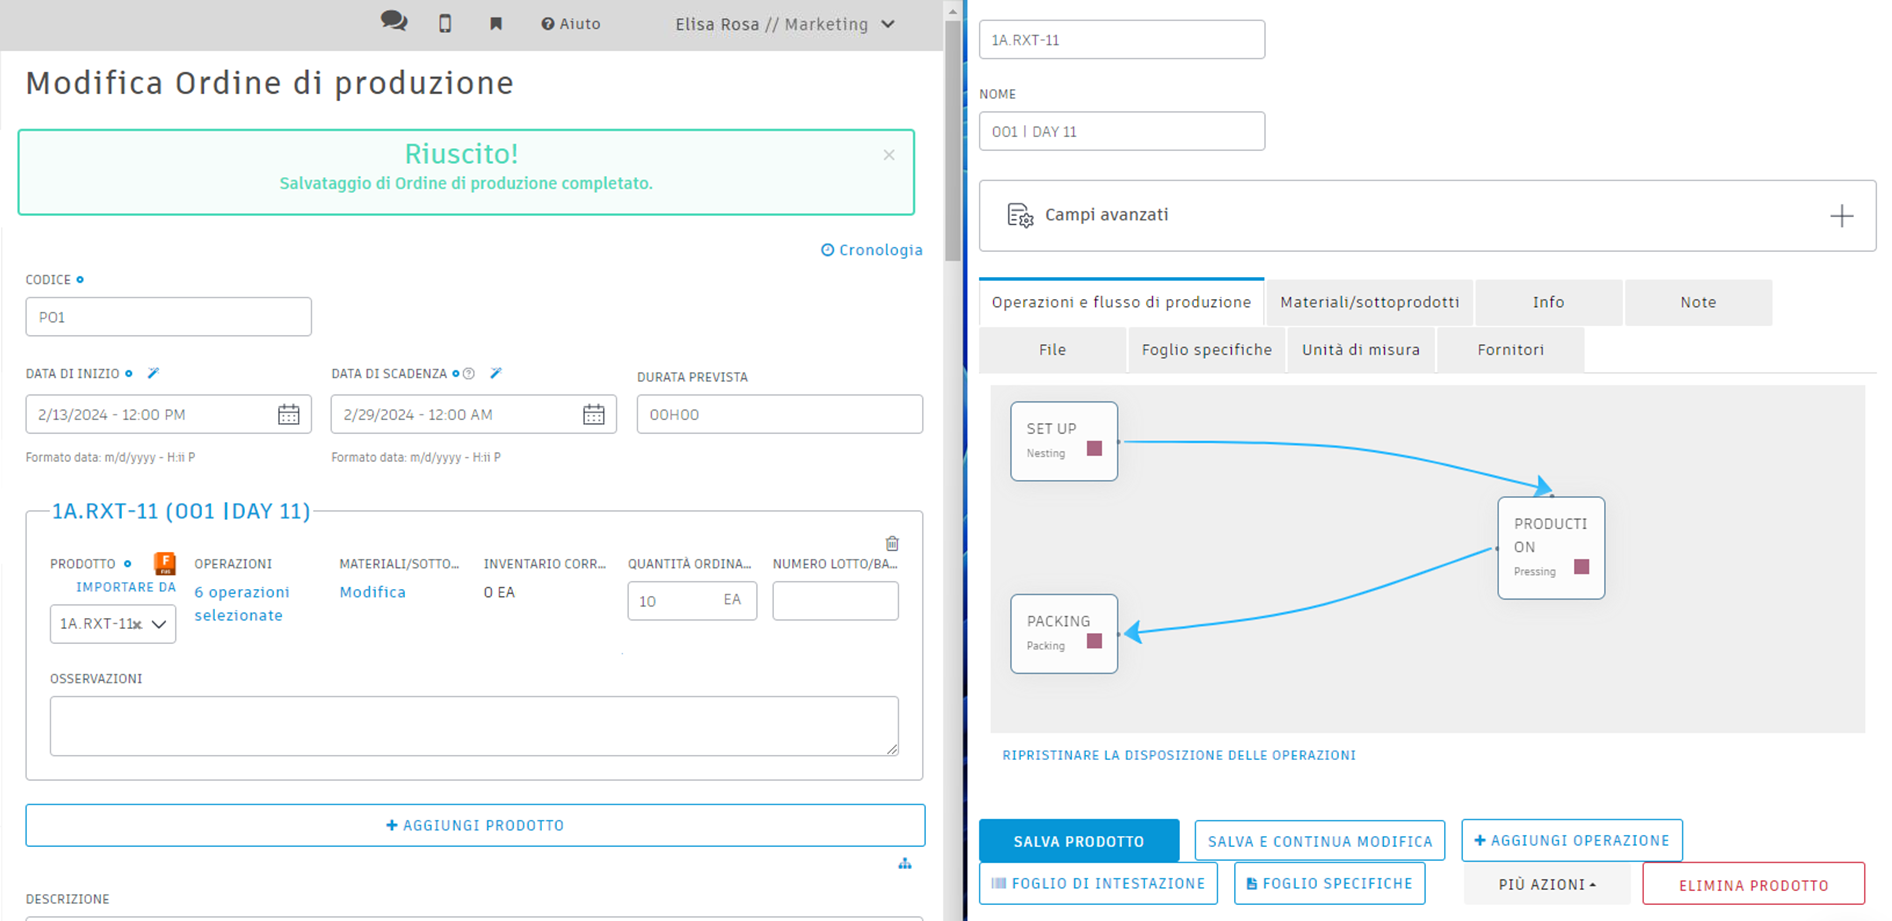 Aiuto
Elisa Rosa // Marketing
Modifica Ordine di produzione
Riuscito!
Salvataggio di Ordine di produzione completato.
Cronologia
CODICE
PO1
DATA DI INIZIO
DATA DI SCADENZA
DURATA PREVISTA
2/13/2024 - 12:00 PM
2/29/2024 - 12:00 AM
00H00
Formato data: m/d/yyyy - H:ii P
Formato data: m/d/yyyy - H:ii P
1A.RXT-11 (001 |DAY 11)
PRODOTTO
OPERAZIONI
MATERIALI/SOTTO...
INVENTARIO CORR...
QUANTITÀ ORDINA...
NUMERO LOTTO/BA...
IMPORTARE DA
6 operazioni
selezionate
Modifica
0 EA
10 EA
1A.RXT-11
OSSERVAZIONI
+ AGGIUNGI PRODOTTO
DESCRIZIONE
1A.RXT-11
NOME
001 | DAY 11
Campi avanzati
Operazioni e flusso di produzione
Materiali/sottoprodotti
Info
Note
File
Foglio specifiche
Unità di misura
Fornitori
SET UP
Nesting
PRODUCTI
ON
Pressing
PACKING
Packing
RIPRISTINARE LA DISPOSIZIONE DELLE OPERAZIONI
SALVA PRODOTTO
SALVA E CONTINUA MODIFICA
+ AGGIUNGI OPERAZIONE
FOGLIO DI INTESTAZIONE
FOGLIO SPECIFICHE
PIÙ AZIONI
ELIMINA PRODOTTO